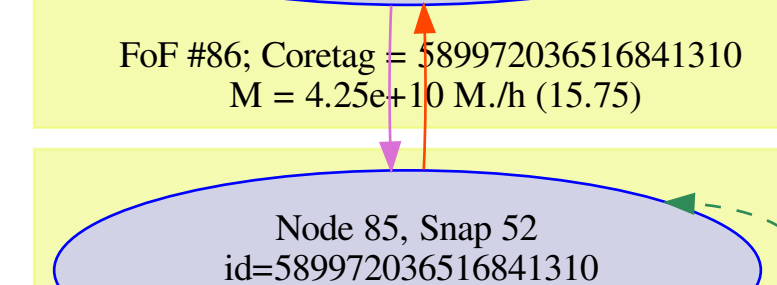 FoF #86; Coretag = 589972036516841310
M = 4.25e+10 M./h (15.75)
Node 85, Snap 52
id=589972036516841310